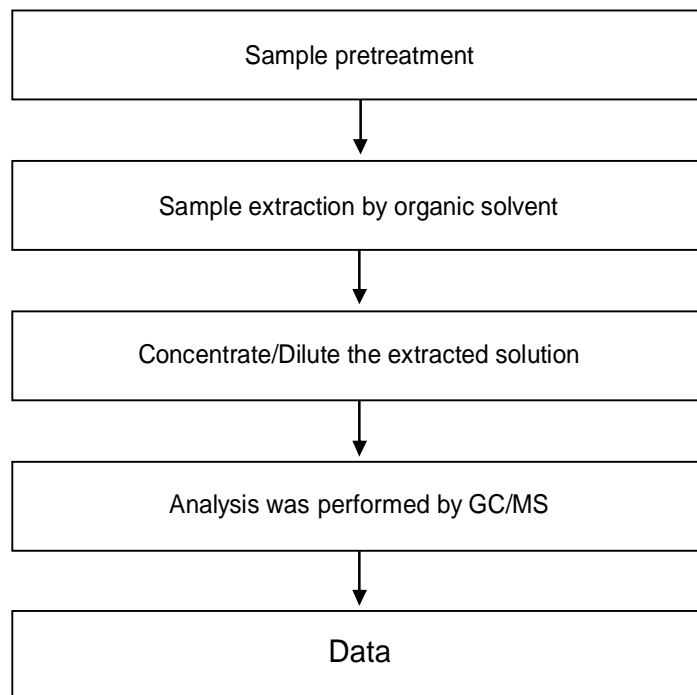 Sample pretreatment
Sample extraction by organic solvent
Concentrate/Dilute the extracted solution
Analysis was performed by GC/MS
Data